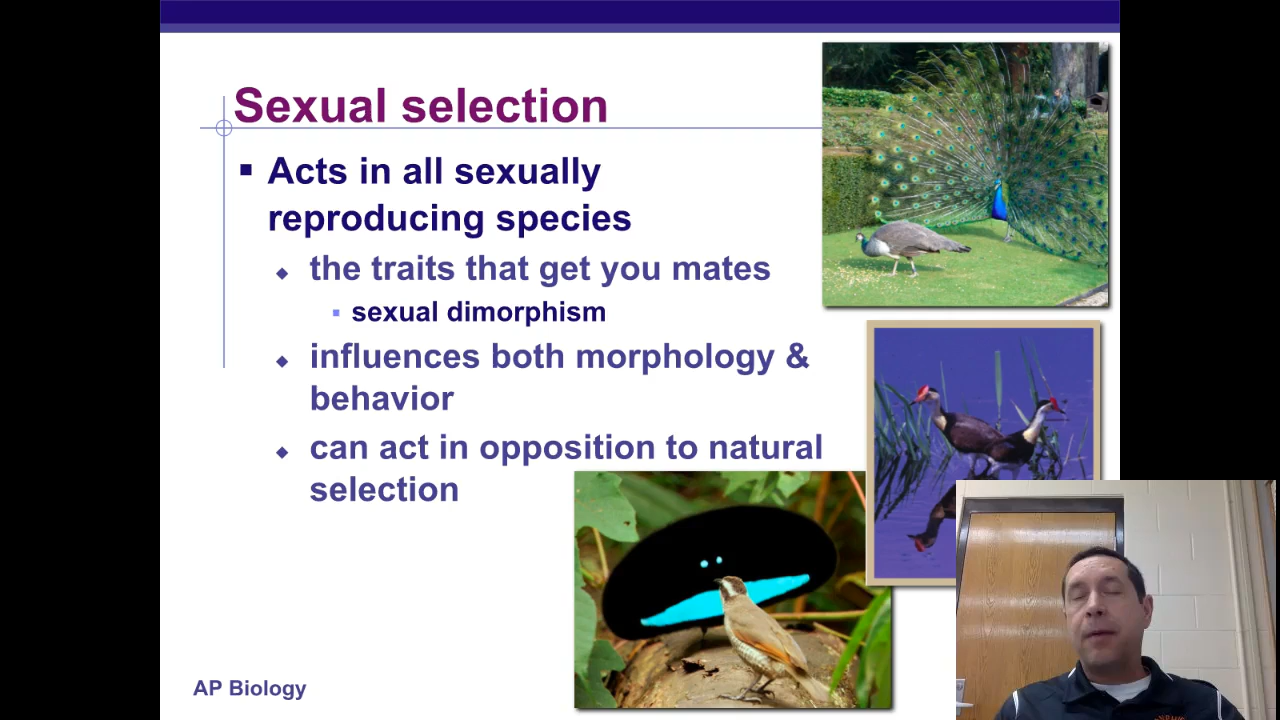 Sexual selection
Acts in all sexually
reproducing species
the traits that get you mates
sexual dimorphism
influences both morphology &
behavior
can act in opposition to natural
selection
AP Biology